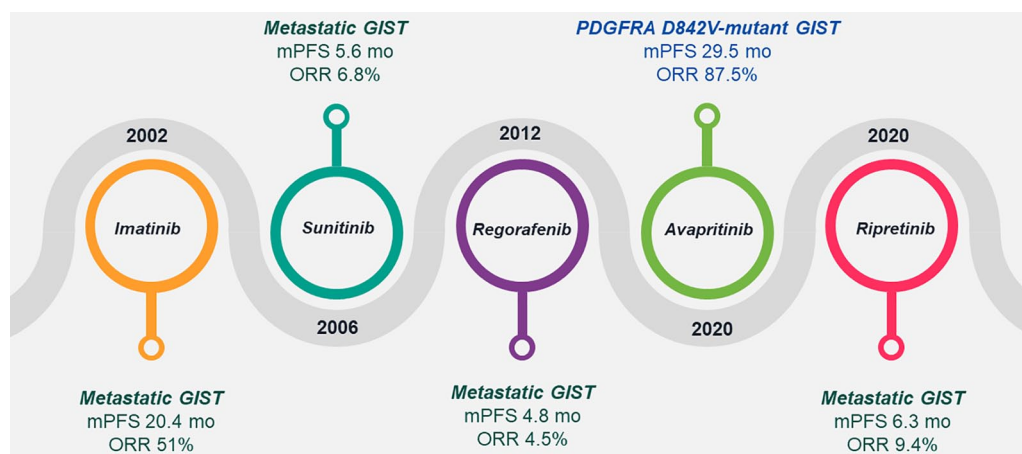 Metastatic GIST
mPFS 5.6 mo
ORR 6.8%
PDGFRA D842V-mutant GIST
mPFS 29.5 mo
ORR 87.5%
2002
2012
2020
Imatinib
Sunitinib
Regorafenib
Avapritinib
Ripretinib
2006
2020
Metastatic GIST
mPFS 20.4 mo
ORR 51%
Metastatic GIST
mPFS 4.8 mo
ORR 4.5%
Metastatic GIST
mPFS 6.3 mo
ORR 9.4%